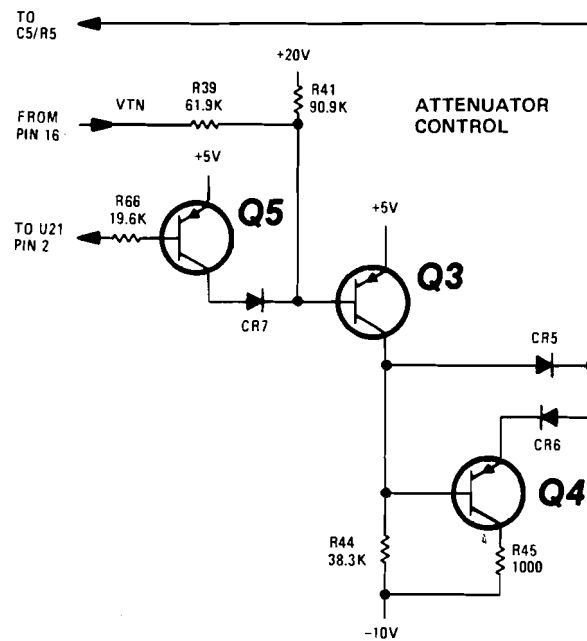 TO
C5/R5
+20V
R39
61.9K
R41
90.9K
ATTENUATOR
CONTROL
FROM
PIN 16
VTN
+5V
R66
19.6K
Q5
TO U21
PIN 2
+5V
Q3
CR7
CR5
CR6
Q4
4
R44
38.3K
R45
1000
-10V